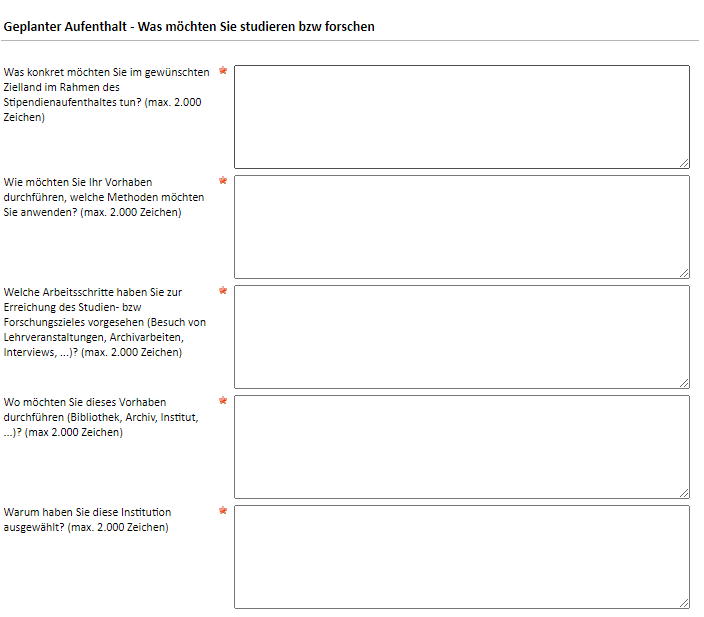 Geplanter Aufenthalt - Was möchten Sie studieren bzw forschen
Was konkret möchten Sie im gewünschten
Zielland im Rahmen des
Stipendienaufenthaltes tun? (max. 2.000
Zeichen)
Wie möchten Sie Ihr Vorhaben
durchführen, welche Methoden möchten
Sie anwenden? (max. 2.000 Zeichen)
Welche Arbeitsschritte haben Sie zur
Erreichung des Studien- bzw
Forschungszieles vorgesehen (Besuch von
Lehrveranstaltungen, Archivarbeiten,
Interviews, ...)? (max. 2.000 Zeichen)
Wo möchten Sie dieses Vorhaben
durchführen (Bibliothek, Archiv, Institut,
...)? (max 2.000 Zeichen)
Warum haben Sie diese Institution
ausgewählt? (max. 2.000 Zeichen)